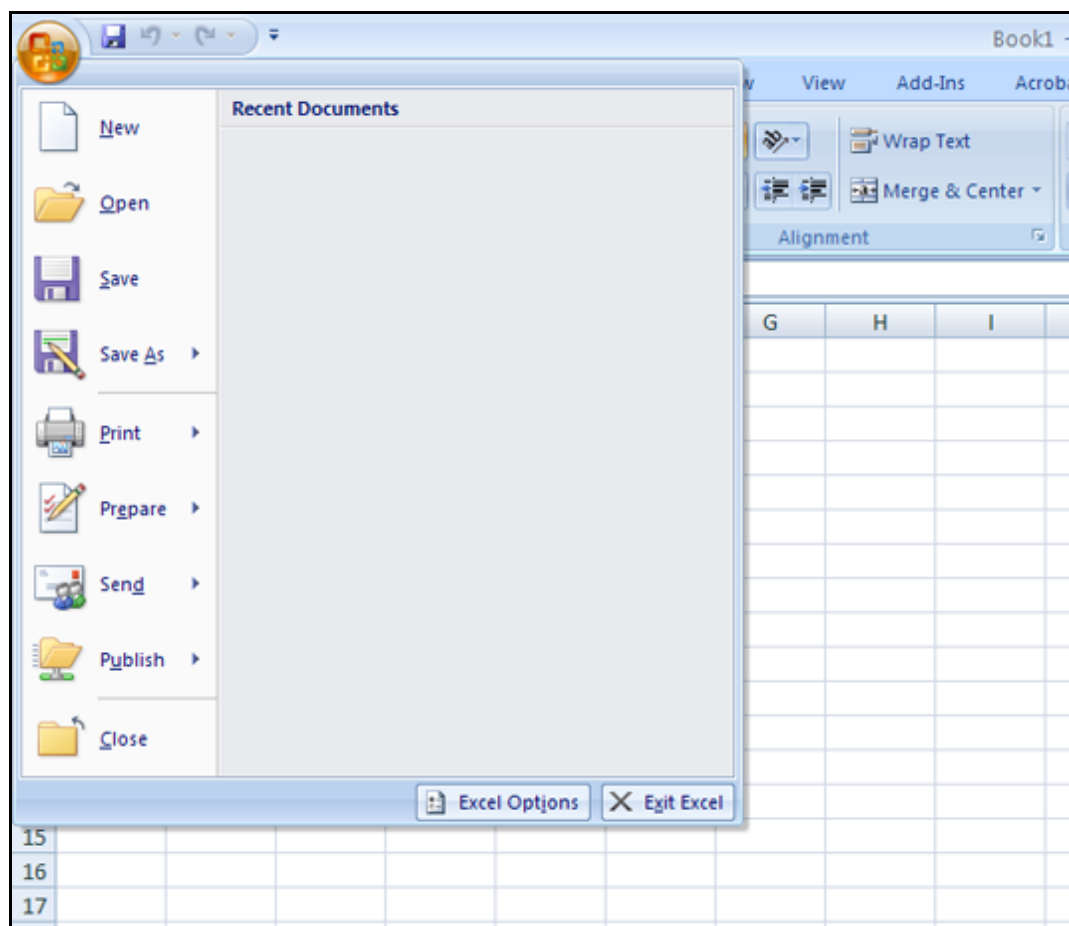 Book1 -
View Add-Ins
Recent Documents
New
Open
Save
Save As
Print
Prepare
Send
Publish
Close
Wrap Text
Merge & Center
Alignment
G H I
Excel Options Exit Excel
15
16
17